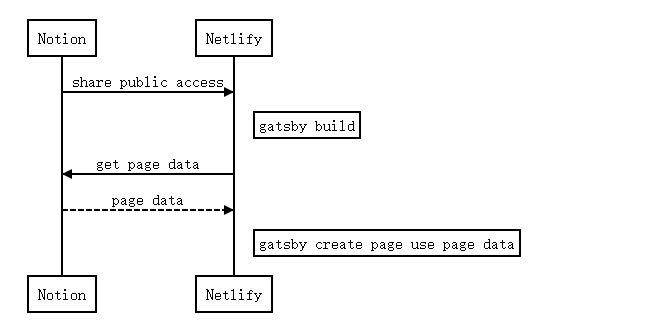 Notion Netlify
share public access
gatsby build
get page data
page data
gatsby create page use page data
Notion Netlify